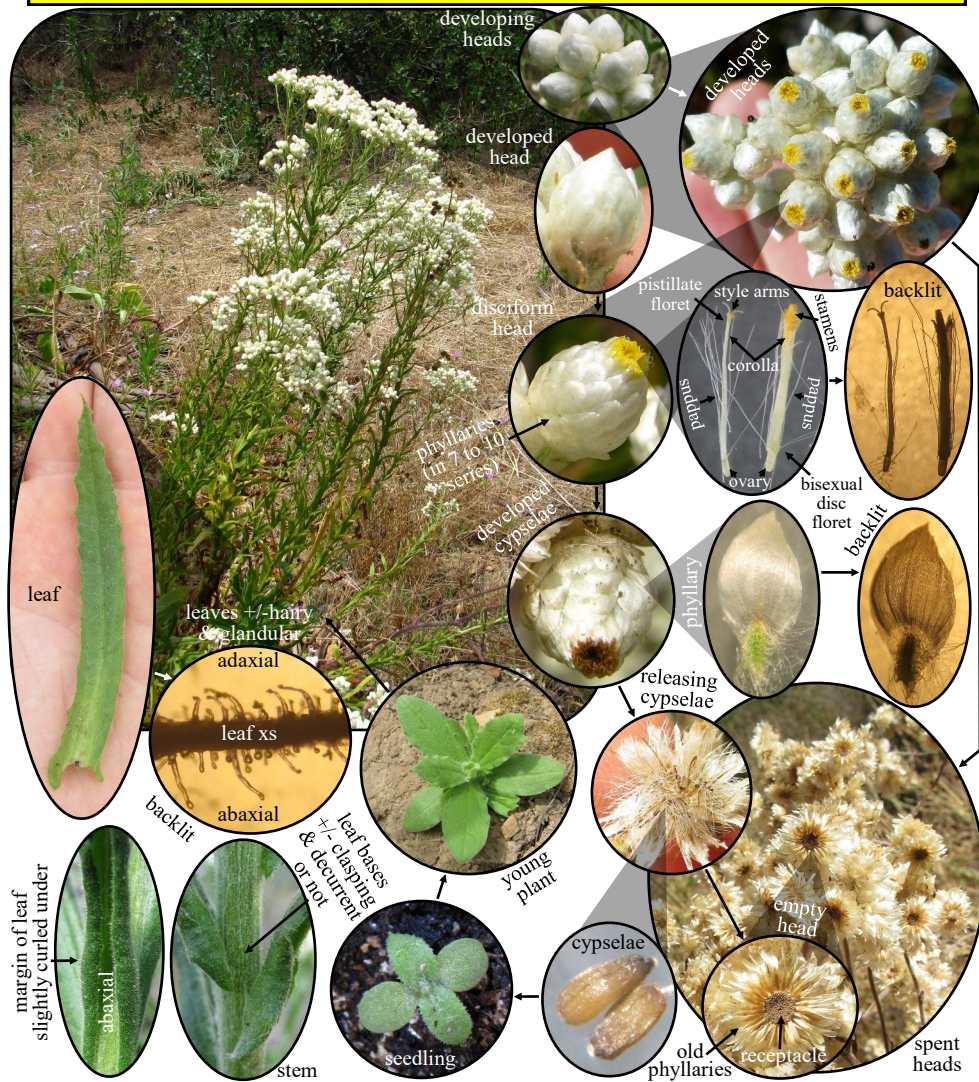 developing
heads
developed
heads
developed
head
pistillate
floret
style arms
stamens
backlit
disciform
head
corolla
pappus
pappus
phyllaries
(in 7 to 10
series)
ovary
bisexual
disc
floret
developed
cypselae
backlit
phyllary
leaf
leaves +/-hairy
& glandular
adaxial
leaf xs
abaxial
backlit
releasing
cypselae
leaf bases
+/- clasping
& decurrent
or not
young
plant
margin of leaf
slightly curled under
abaxial
stem
seedling
cypselae
empty
head
old
phyllaries
receptacle
spent
heads